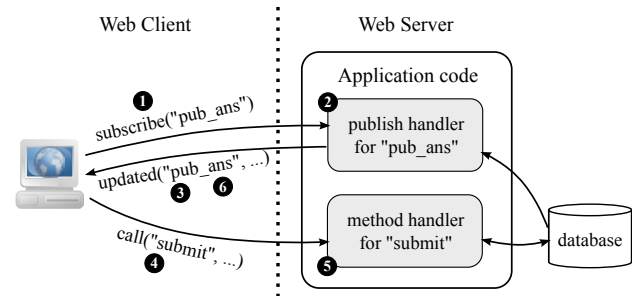 Web Client
Web Server
Application code
1
subscribe("pub_ans")
2
publish handler
for "pub_ans"
updated("pub_ans", ...)
3
6
call("submit", ...)
4
method handler
for "submit"
5
database